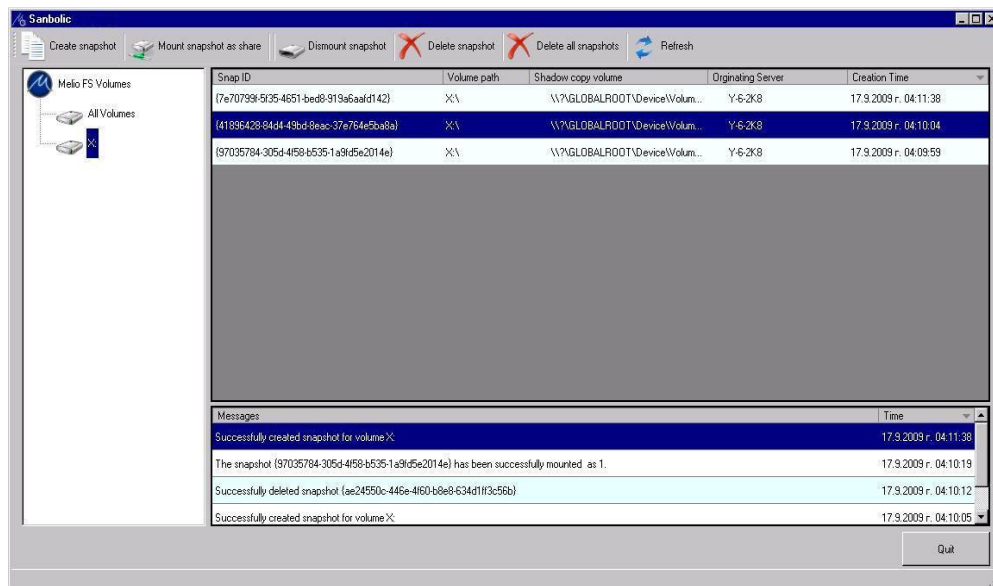 Sanbolic
Create snapshot Mount snapshot as share Dismount snapshot Delete snapshot Delete all snapshots Refresh
Melio FS Volumes
All Volumes
X:
Snap ID Volume path Shadow copy volume Orginating Server Creation Time
{7e70799f-5f35-4651-bed8-919a6aafd142} X:\ \\?\GLOBALROOT\Device\Volum... Y-6-2K8 17.9.2009 г. 04:11:38
{41896428-84d4-49bd-8eac-37e764e5ba8a} X:\ \\?\GLOBALROOT\Device\Volum... Y-6-2K8 17.9.2009 г. 04:10:04
{97035784-305d-4f58-b535-1a9fd5e2014e} X:\ \\?\GLOBALROOT\Device\Volum... Y-6-2K8 17.9.2009 г. 04:09:59
Messages Time
Successfully created snapshot for volume X: 17.9.2009 г. 04:11:38
The snapshot {97035784-305d-4f58-b535-1a9fd5e2014e} has been successfully mounted as 1. 17.9.2009 г. 04:10:19
Successfully deleted snapshot {ae24550c-446e-4f60-b8e8-634d1ff3c56b} 17.9.2009 г. 04:10:12
Successfully created snapshot for volume X: 17.9.2009 г. 04:10:05
Quit